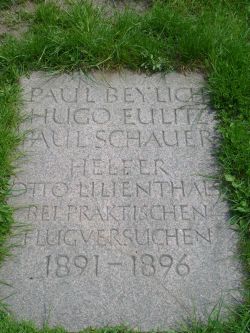 PAUL BEYLICH
HUGO EULITZ
PAUL SCHAUER
HELFER
OTTO LILIENTHALS
BEI PRAKTISCHEN
FLUGVERSUCHEN
1891–1896